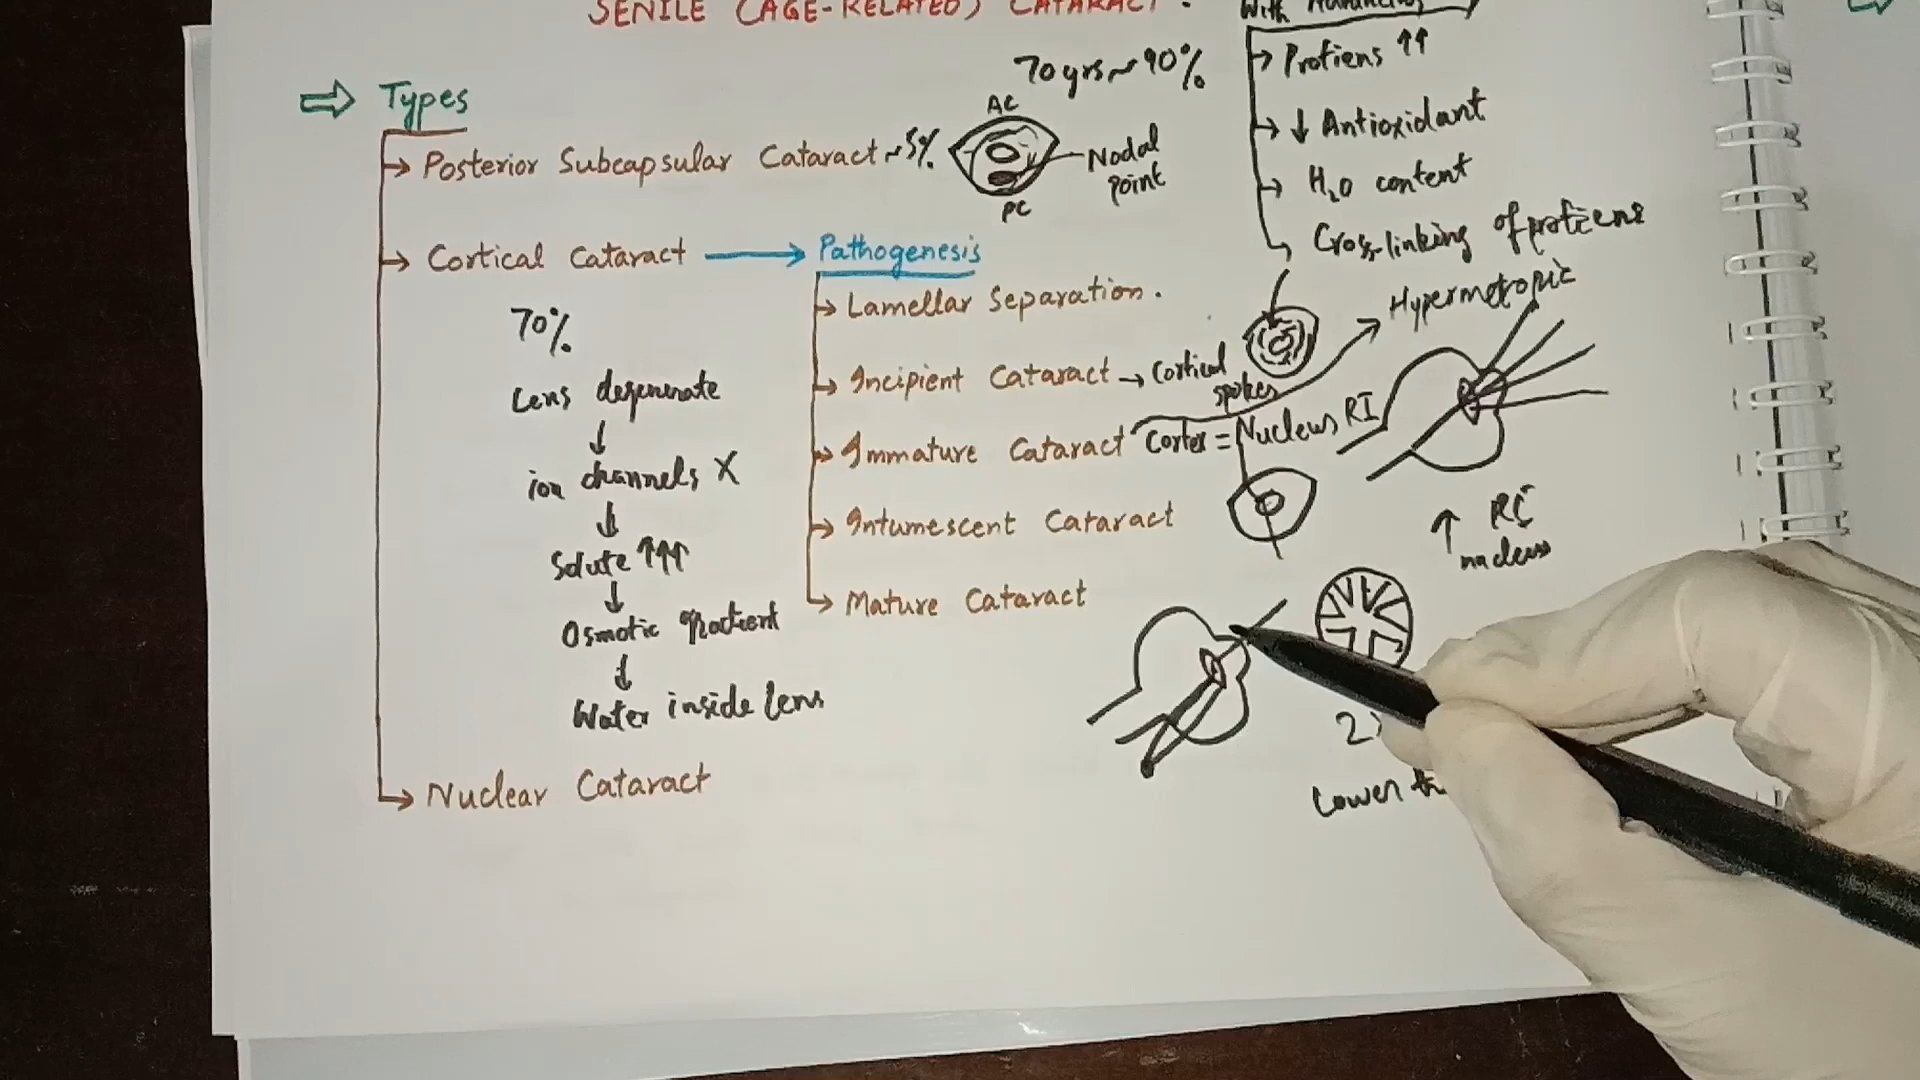 SENILE (AGE-RELATED) CATARACT.
With
⇒ Types
70 yrs ~ 90%
→ Posterior Subcapsular Cataract ~5%
AC
PC
Nodal
point
→ Protiens ↑↑
→ ↓ Antioxidant
→ H₂O content
Cross-linking of protiens
→ Cortical Cataract → Pathogenesis
→ Lamellar Separation.
→ Incipient Cataract → Cortical
spokes
→ Immature Cataract Cortex = Nucleus RI
Hypermetropic
→ Intumescent Cataract
→ Mature Cataract
70%
Lens degenerate
↓
ion channels X
↓
Solute ↑↑↑
↓
Osmotic gradient
↓
Water inside lens
→ Nuclear Cataract
↑ RI
nucleus
Lower